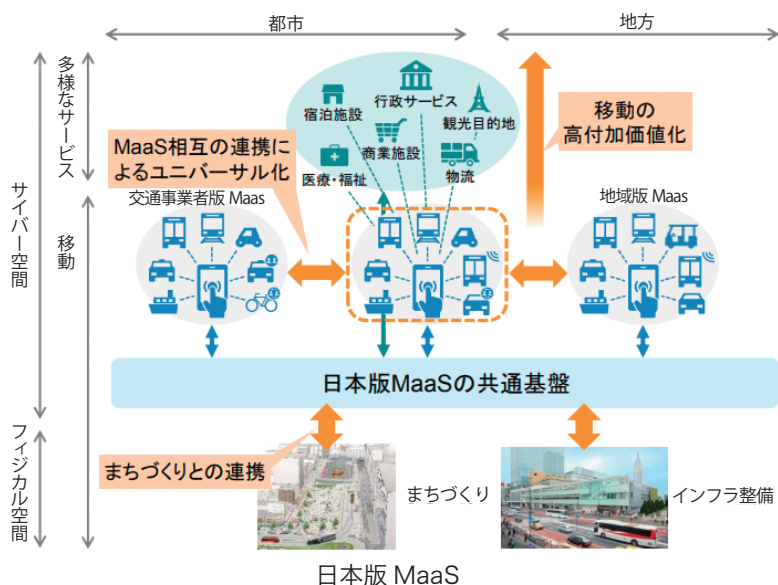 都市
地方
多様なサービス
サイバー空間
移動
フィジカル空間
宿泊施設
行政サービス
観光目的地
商業施設
医療・福祉
物流
移動の
高付加価値化
MaaS相互の連携に
よるユニバーサル化
交通事業者版 Maas
地域版 Maas
日本版MaaSの共通基盤
まちづくりとの連携
まちづくり
インフラ整備
日本版 MaaS